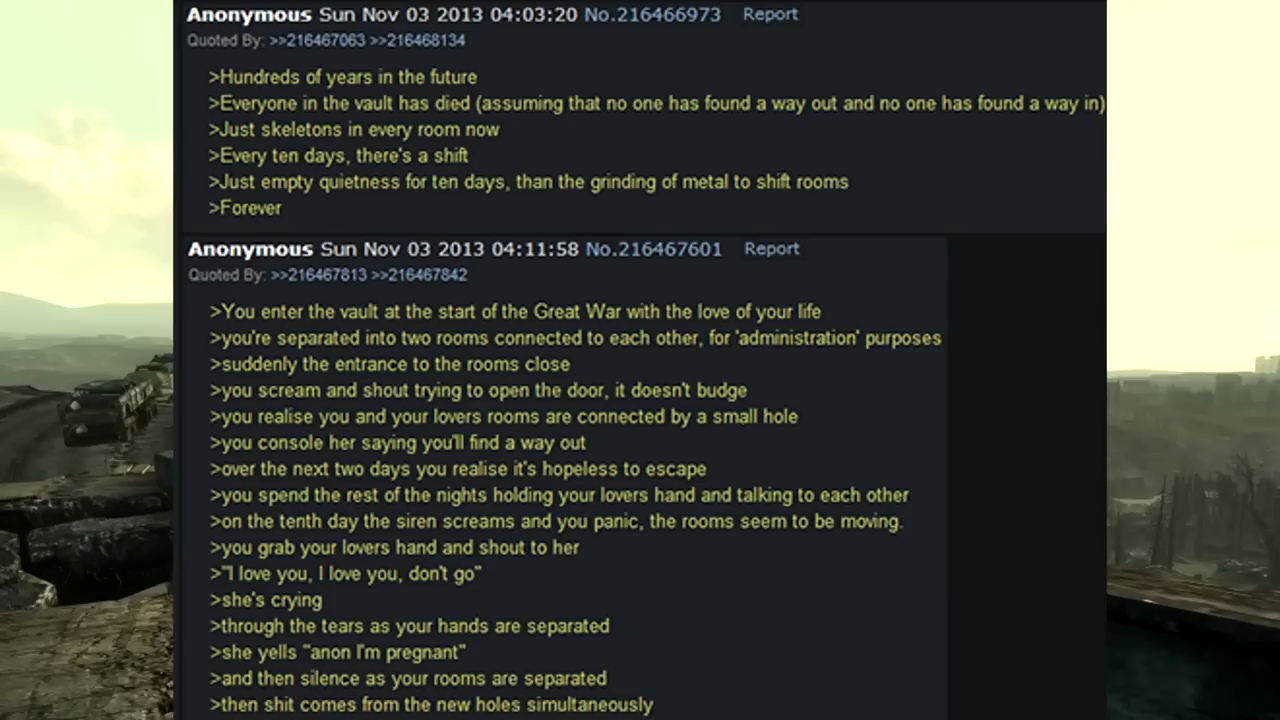 Anonymous Sun Nov 03 2013 04:03:20 No.216466973 Report
Quoted By: >>216467063 >>216468134
>Hundreds of years in the future
>Everyone in the vault has died (assuming that no one has found a way out and no one has found a way in)
>Just skeletons in every room now
>Every ten days, there's a shift
>Just empty quietness for ten days, than the grinding of metal to shift rooms
>Forever
Anonymous Sun Nov 03 2013 04:11:58 No.216467601 Report
Quoted By: >>216467813 >>216467842
>You enter the vault at the start of the Great War with the love of your life
>you're separated into two rooms connected to each other, for 'administration' purposes
>suddenly the entrance to the rooms close
>you scream and shout trying to open the door, it doesn't budge
>you realise you and your lovers rooms are connected by a small hole
>you console her saying you'll find a way out
>over the next two days you realise it's hopeless to escape
>you spend the rest of the nights holding your lovers hand and talking to each other
>on the tenth day the siren screams and you panic, the rooms seem to be moving.
>you grab your lovers hand and shout to her
>"I love you, I love you, don't go"
>she's crying
>through the tears as your hands are separated
>she yells "anon I'm pregnant"
>and then silence as your rooms are separated
>then shit comes from the new holes simultaneously